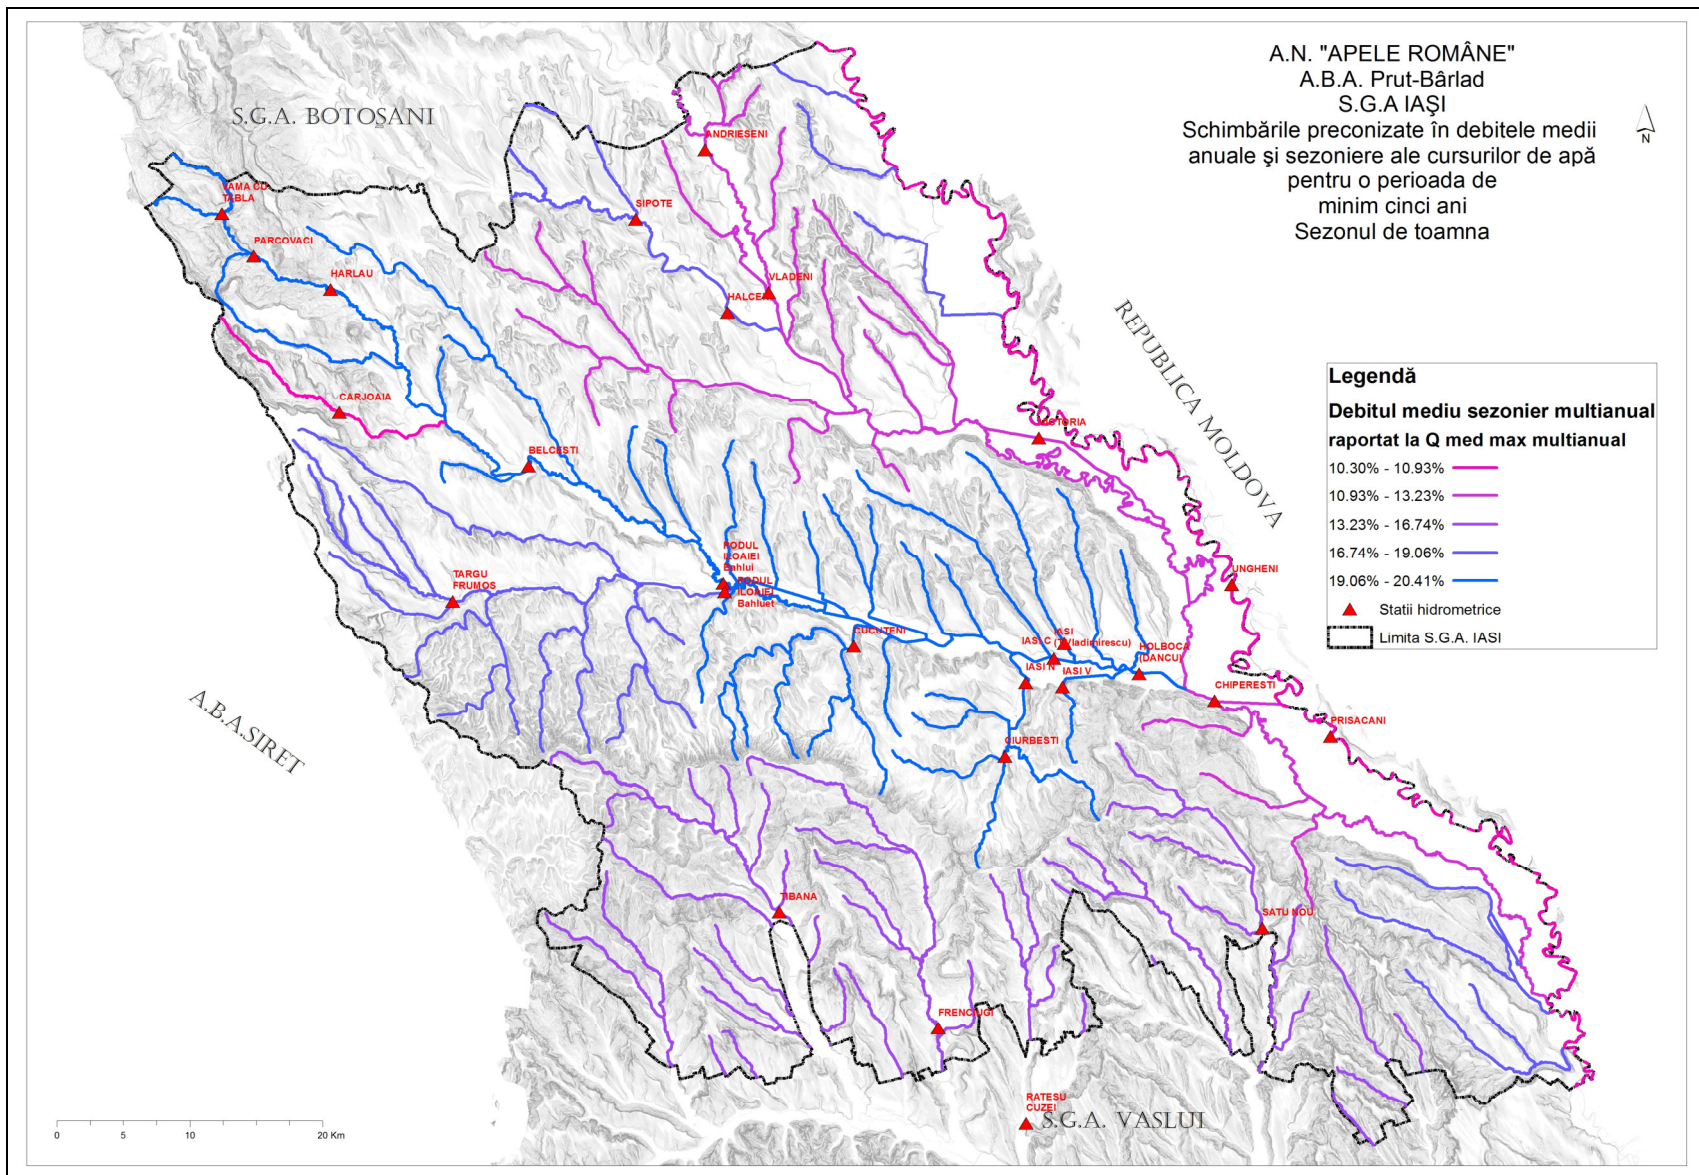 A.N. "APELE ROMÂNE"
A.B.A. Prut-Bârlad
S.G.A IAŞI
Schimbările preconizate în debitele medii
anuale şi sezoniere ale cursurilor de apă
pentru o perioada de
minim cinci ani
Sezonul de toamna
N
S.G.A. BOTOŞANI
ANDRIESENI
VAMA CU
TABLA
SIPOTE
PARCOVACI
HARLAU
VLADENI
HALCENI
REPUBLICA MOLDOVA
CARJOAIA
VICTORIA
BELCESTI
Legendă
Debitul mediu sezonier multianual
raportat la Q med max multianual
10.30% - 10.93%
10.93% - 13.23%
13.23% - 16.74%
16.74% - 19.06%
19.06% - 20.41%
Statii hidrometrice
Limita S.G.A. IASI
PODUL
ILOAIEI
Bahlui
PODUL
ILOAIEI
Bahluet
TARGU
FRUMOS
UNGHENI
CUCUTENI
IASI C
IASI
(T.Vladimirescu)
HOLBOCA
(DANCU)
IASI N
IASI V
CHIPERESTI
A.B.A.SIRET
PRISACANI
CIURBESTI
TIBANA
SATU NOU
FRENCIUGI
RATESU
CUZEI
S.G.A. VASLUI
0 5 10 20 Km